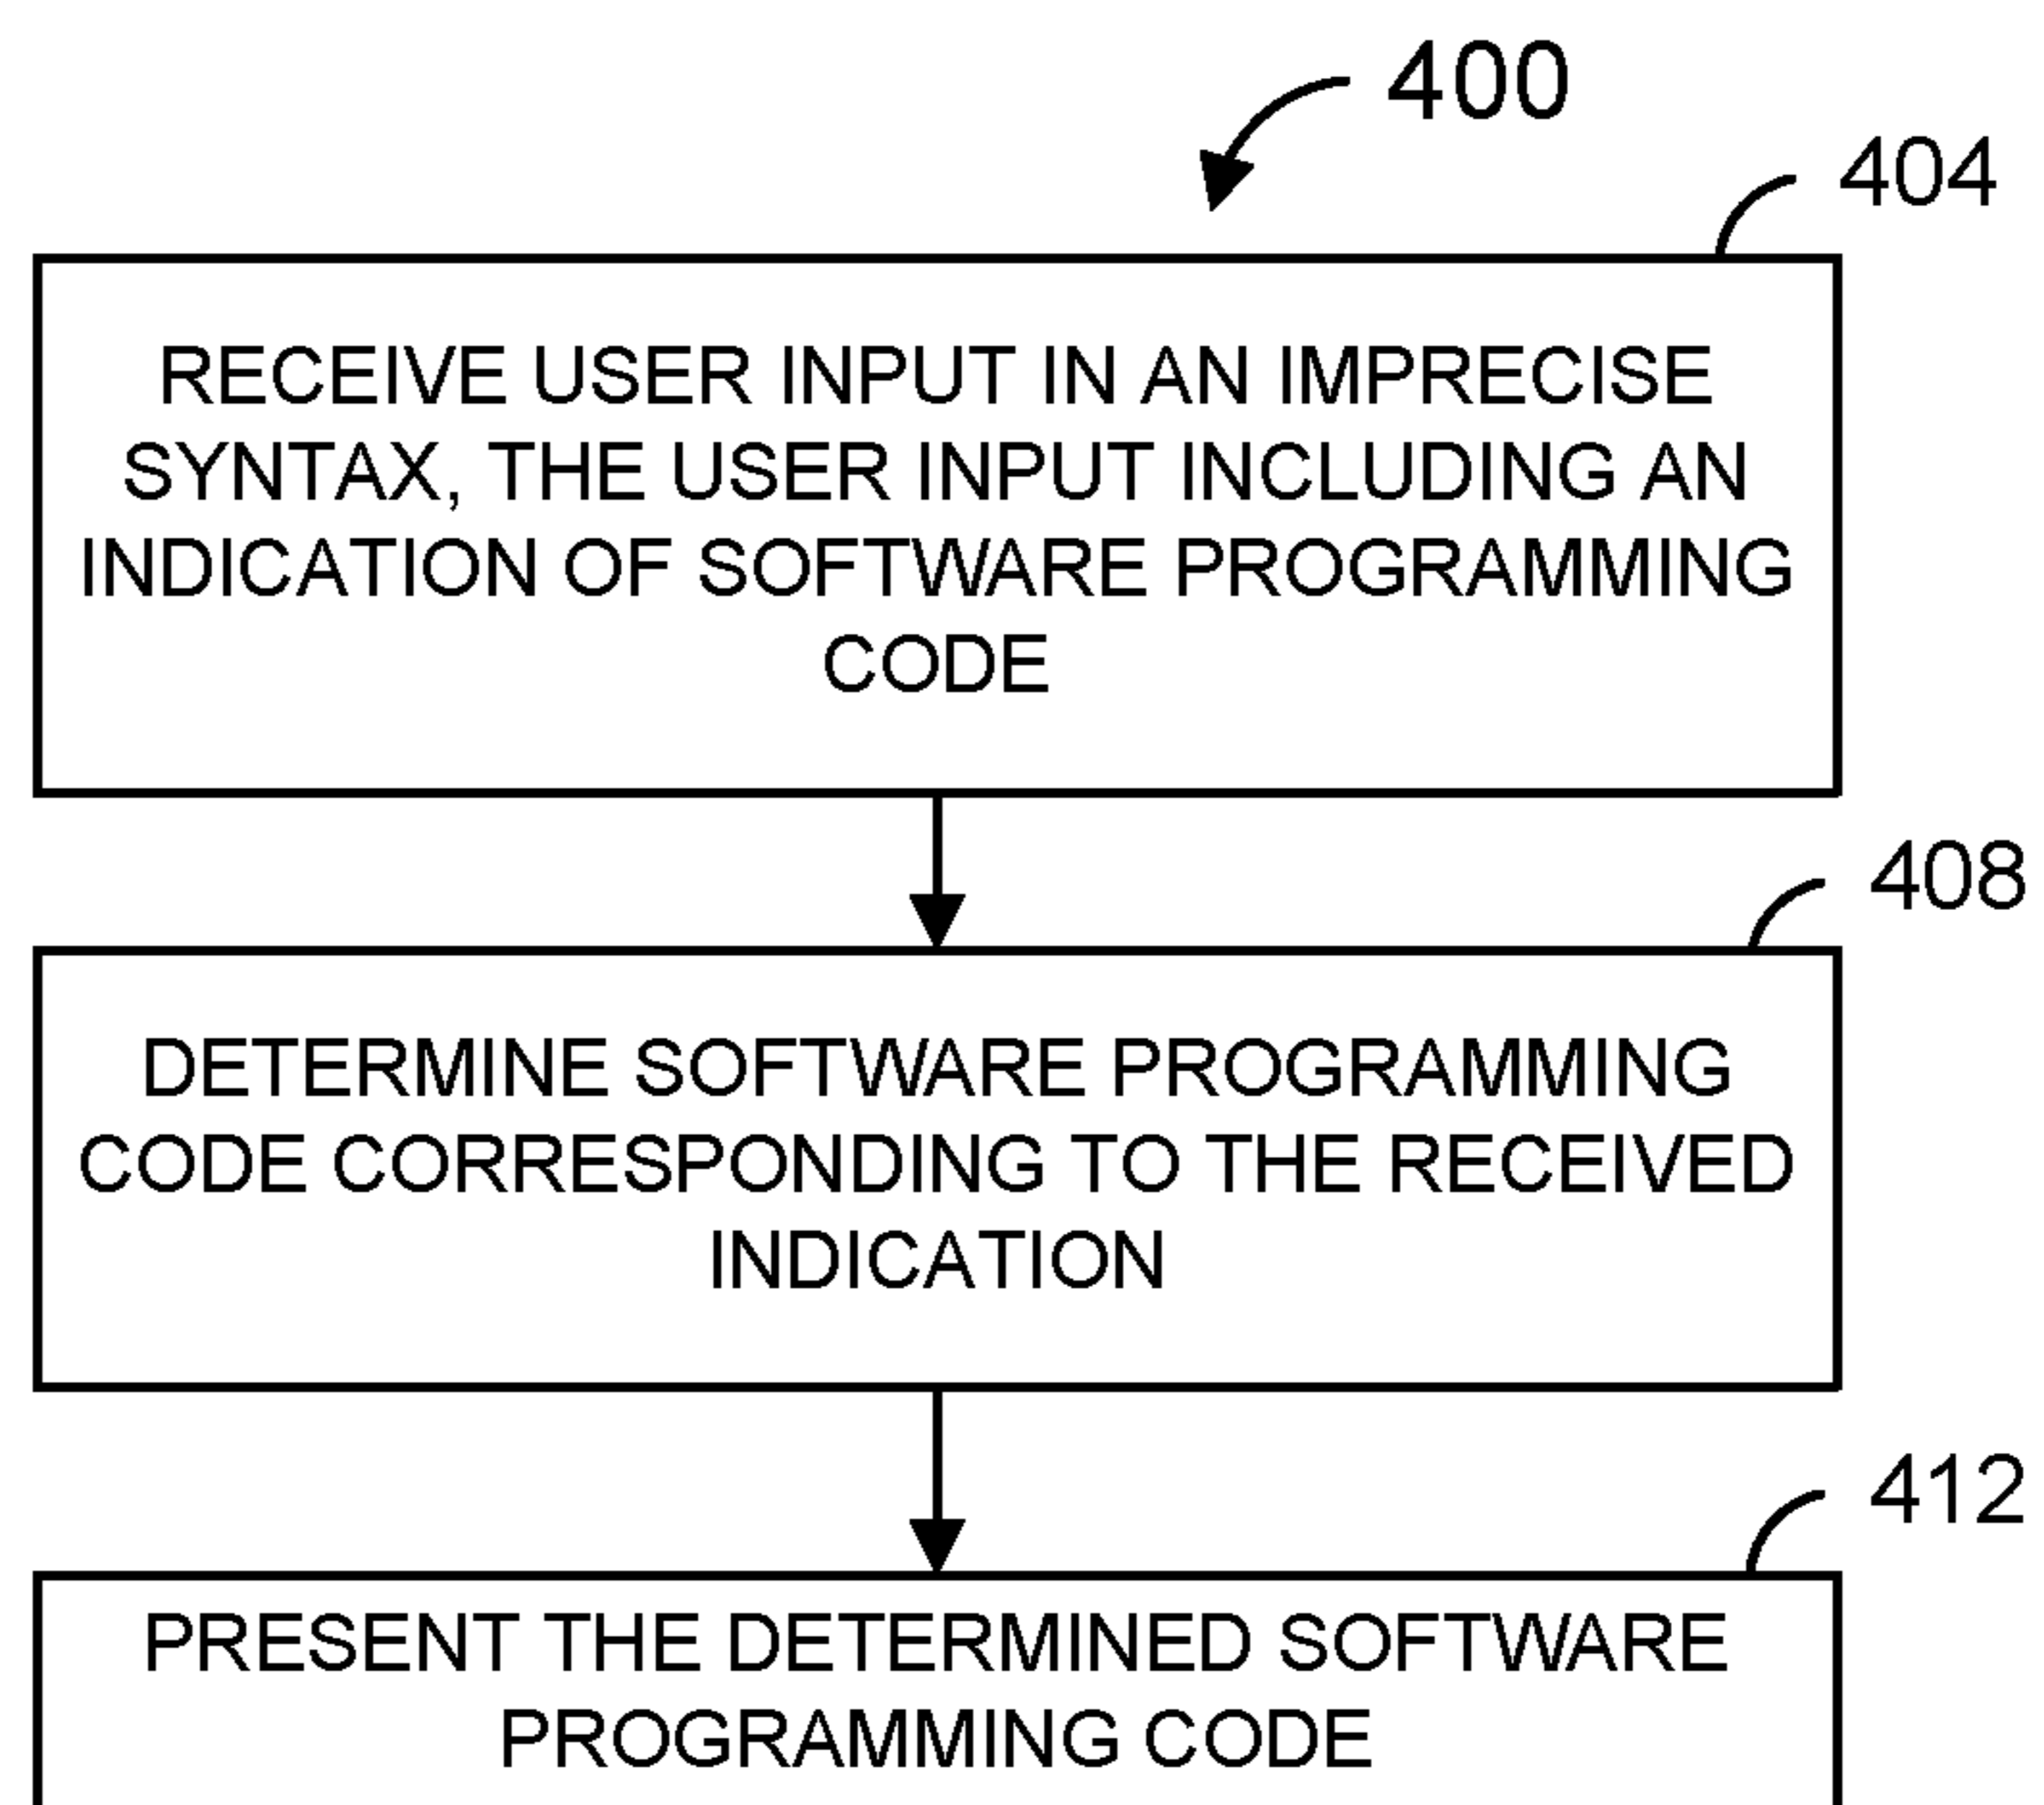 400
404
RECEIVE USER INPUT IN AN IMPRECISE
SYNTAX, THE USER INPUT INCLUDING AN
INDICATION OF SOFTWARE PROGRAMMING
CODE
408
DETERMINE SOFTWARE PROGRAMMING
CODE CORRESPONDING TO THE RECEIVED
INDICATION
412
PRESENT THE DETERMINED SOFTWARE
PROGRAMMING CODE